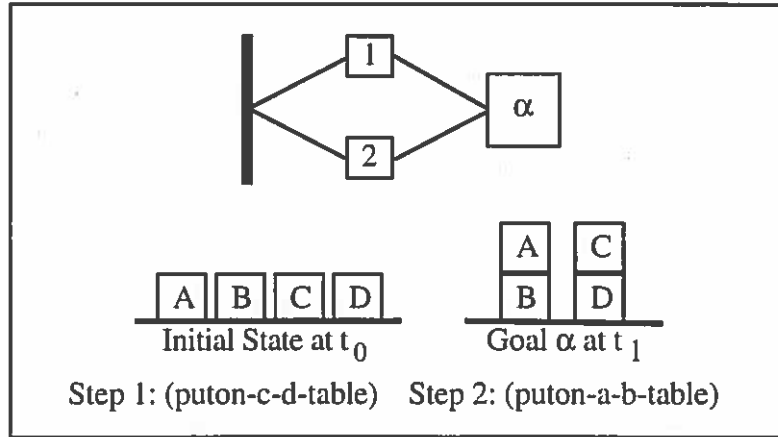 1
α
2
A C
A B C D B D
Initial State at t0 Goal α at t1
Step 1: (puton-c-d-table) Step 2: (puton-a-b-table)